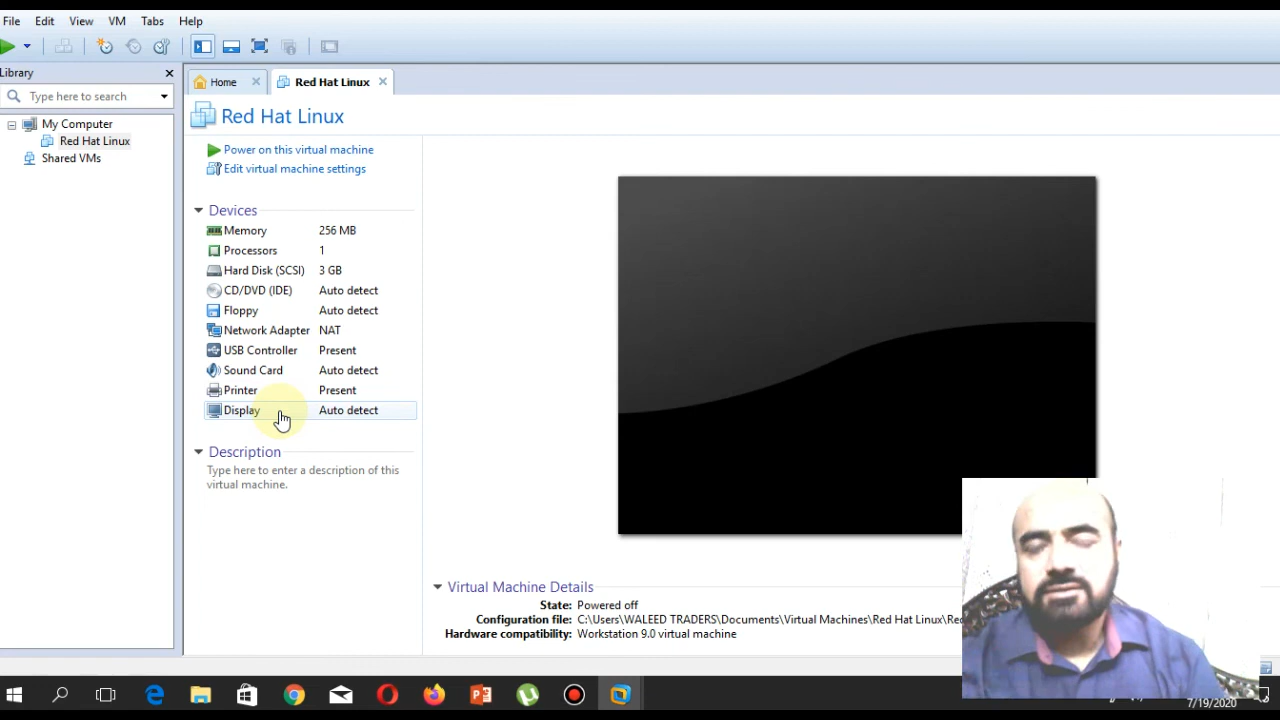 File Edit View VM Tabs Help
Library
Type here to search
My Computer
Red Hat Linux
Shared VMs
Home
Red Hat Linux
Red Hat Linux
Power on this virtual machine
Edit virtual machine settings
Devices
Memory 256 MB
Processors 1
Hard Disk (SCSI) 3 GB
CD/DVD (IDE) Auto detect
Floppy Auto detect
Network Adapter NAT
USB Controller Present
Sound Card Auto detect
Printer Present
Display Auto detect
Description
Type here to enter a description of this
virtual machine.
Virtual Machine Details
State: Powered off
Configuration file: C:\Users\WALEED TRADERS\Documents\Virtual Machines\Red Hat Linux\Red
Hardware compatibility: Workstation 9.0 virtual machine
7/19/2020